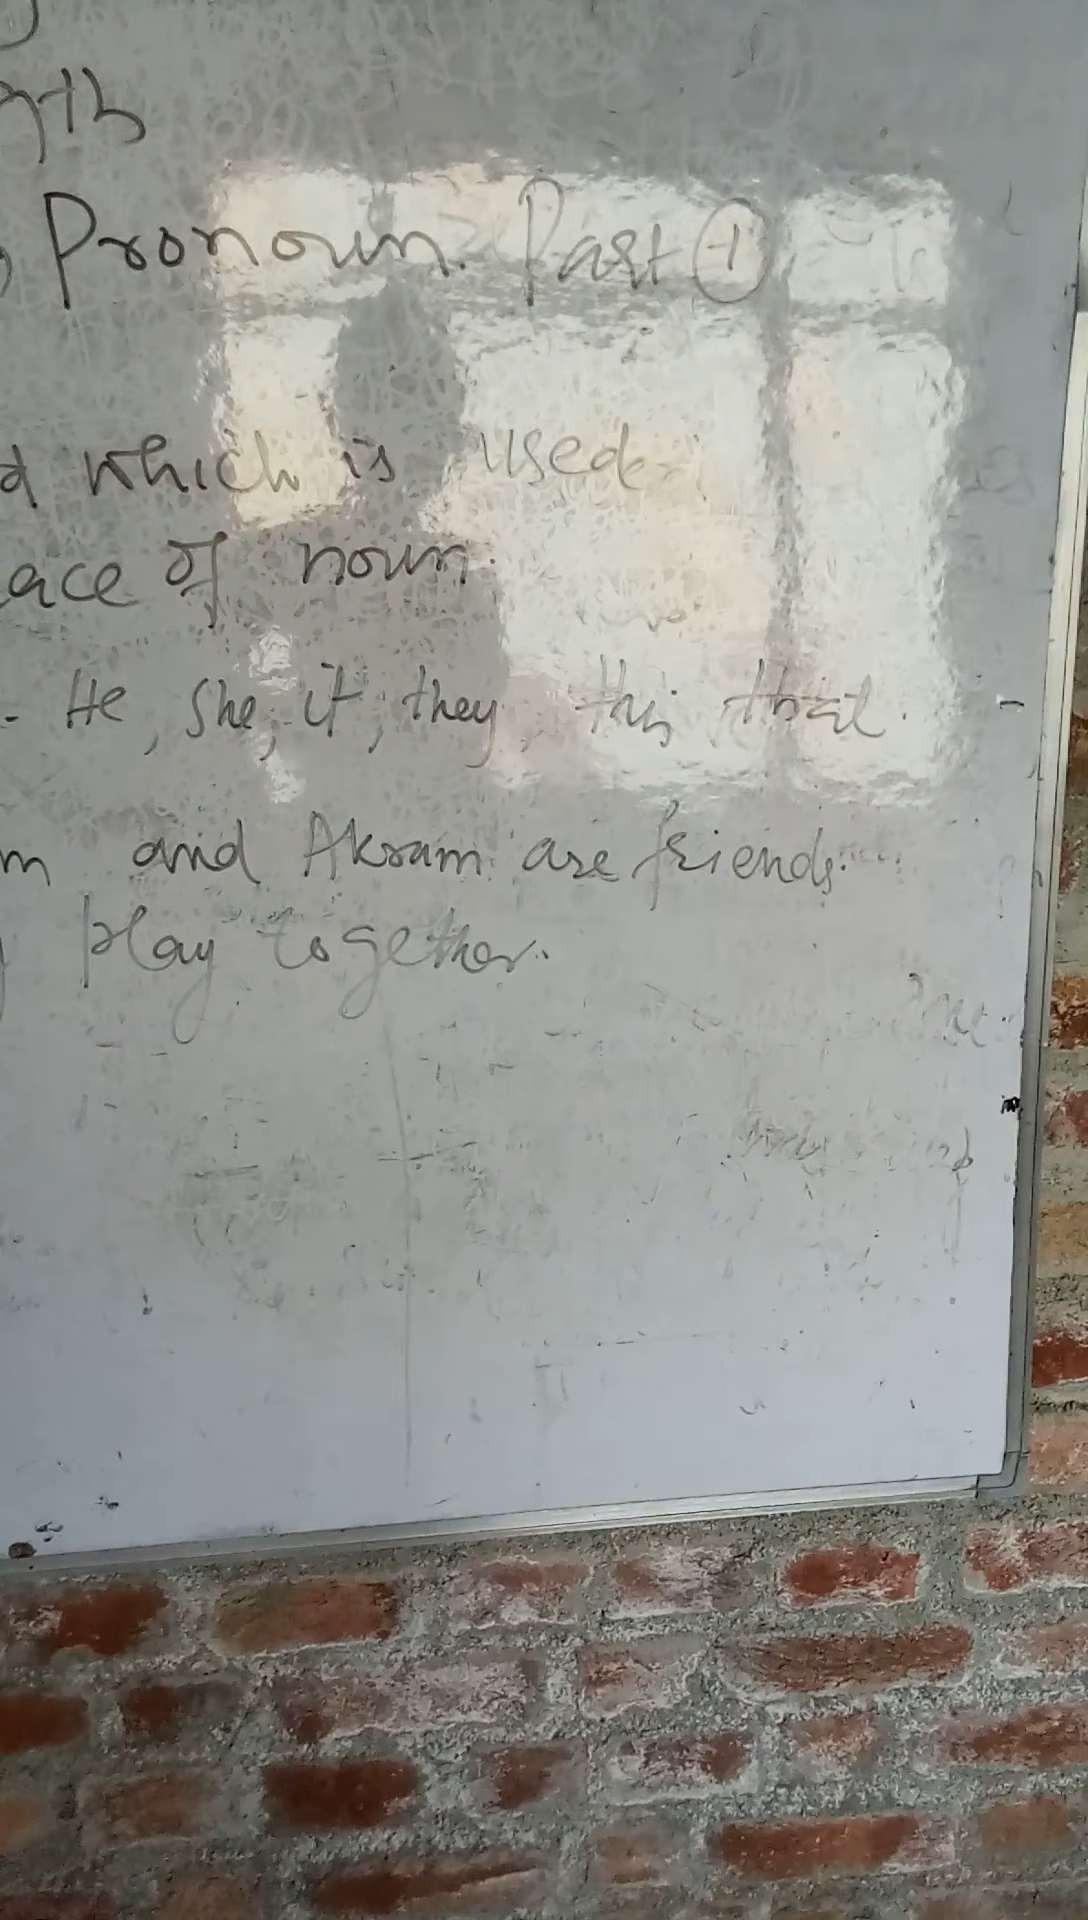 Pronoun. Part 1
which is used
of noun.
He, she, it, they, this that.
and Akram are friends.
play together.